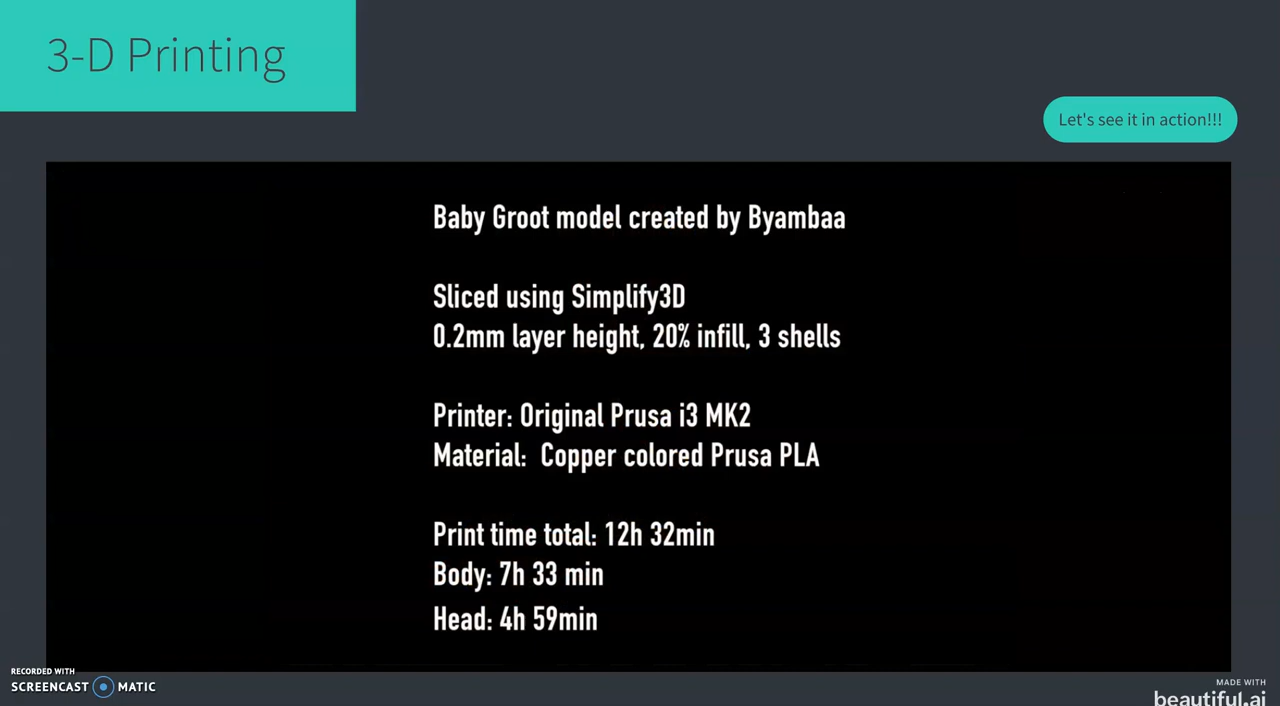 3-D Printing
Let's see it in action!!!
Baby Groot model created by Byambaa
Sliced using Simplify3D
0.2mm layer height, 20% infill, 3 shells
Printer: Original Prusa i3 MK2
Material:  Copper colored Prusa PLA
Print time total: 12h 32min
Body: 7h 33 min
Head: 4h 59min
RECORDED WITH
SCREENCAST MATIC
MADE WITH
beautiful.ai